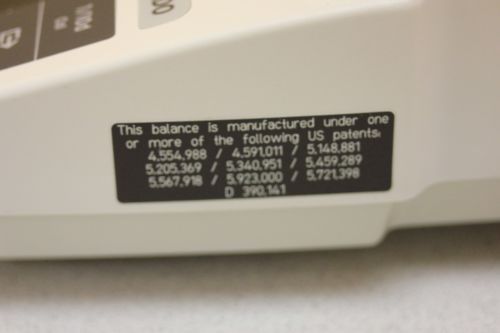 This balance is manufactured under one
or more of the following US patents:
4,554,988 / 4,591,011 / 5,148,881
5,205,369 / 5,340,951 / 5,459,289
5,567,918 / 5,923,000 / 5,721,398
D 390,141